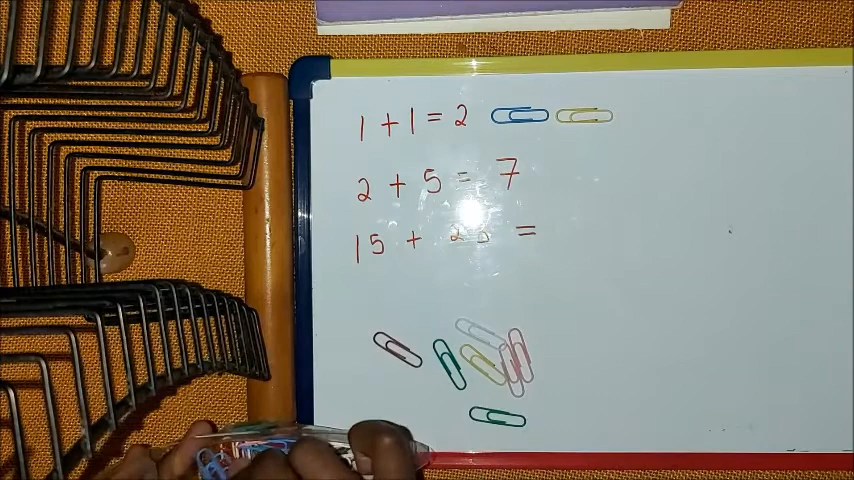 1 + 1 = 2
2 + 5 = 7
15 + =